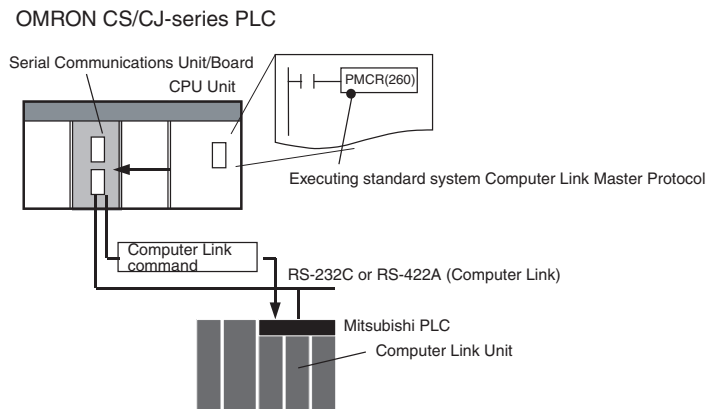 OMRON CS/CJ-series PLC
Serial Communications Unit/Board
CPU Unit
PMCR(260)
Executing standard system Computer Link Master Protocol
Computer Link
command
RS-232C or RS-422A (Computer Link)
Mitsubishi PLC
Computer Link Unit